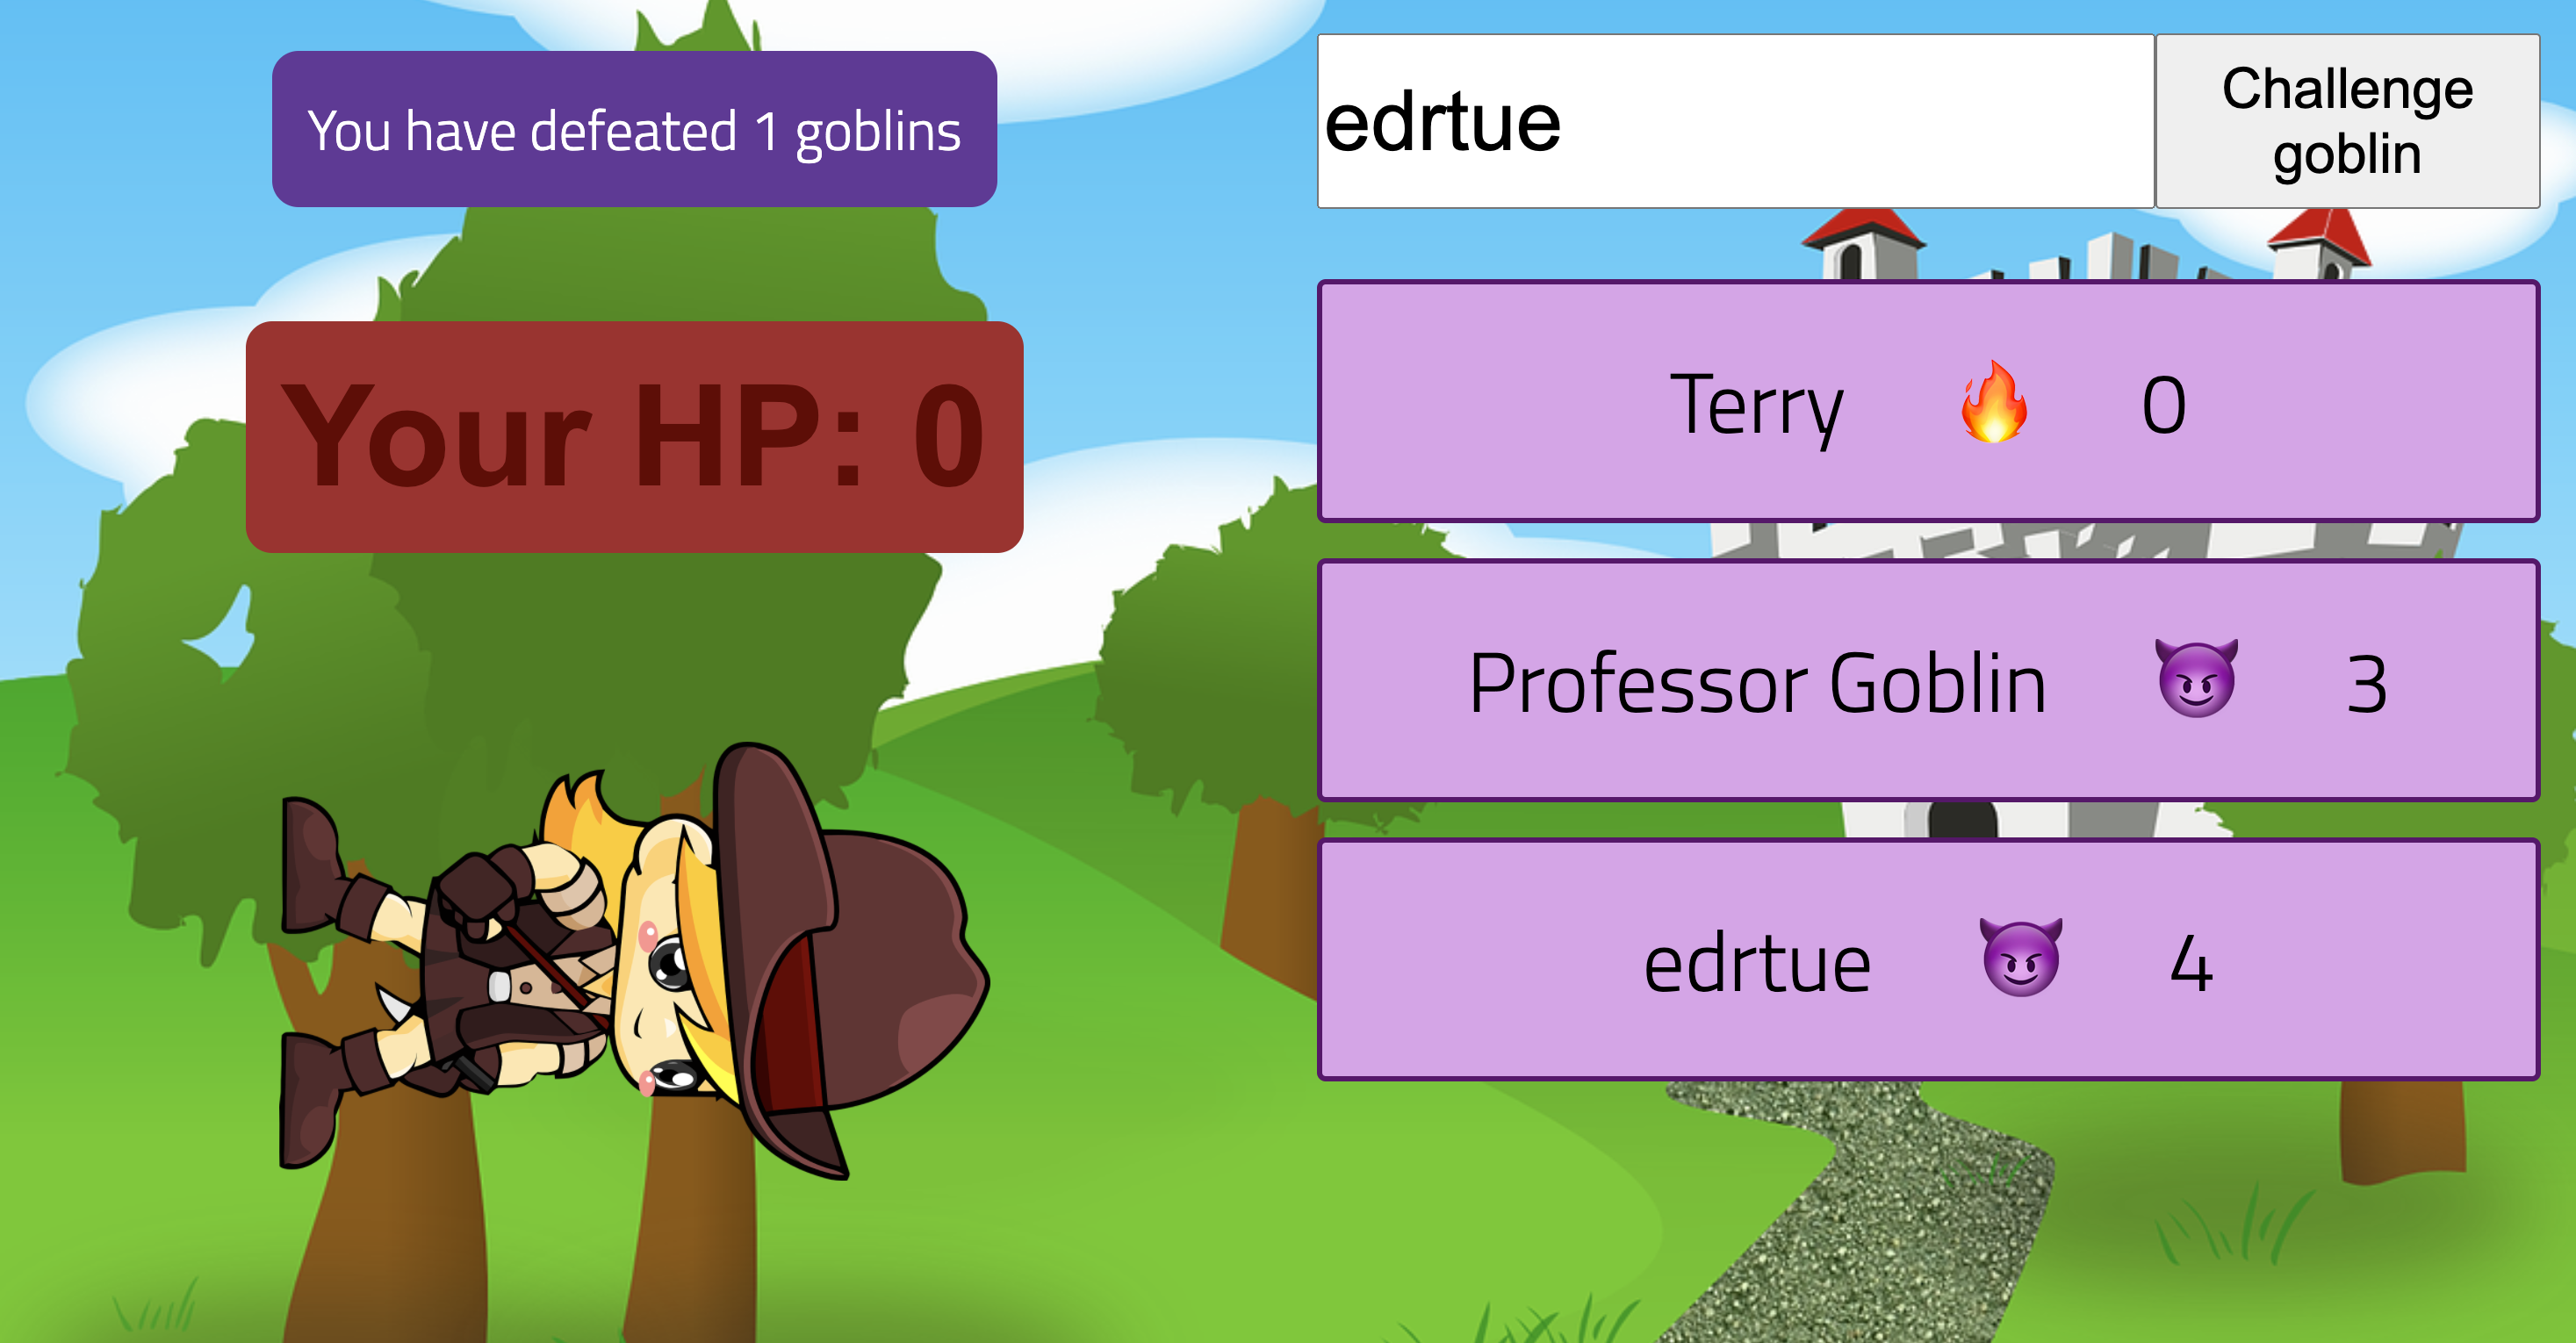 You have defeated 1 goblins
Your HP: 0
edrtue
Challenge
goblin
Terry 🔥 0
Professor Goblin 😈 3
edrtue 😈 4